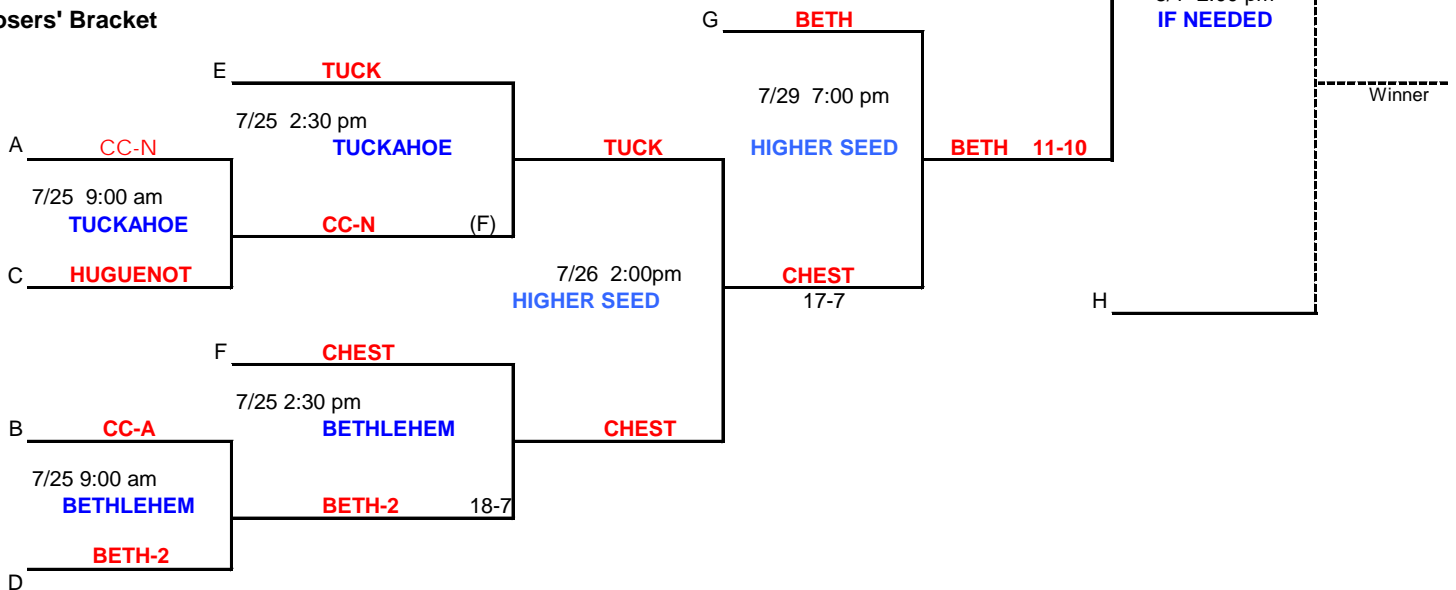 osers' Bracket
G BETH
IF NEEDED
E TUCK
7/29 7:00 pm
Winner
7/25 2:30 pm
A CC-N
TUCKAHOE
TUCK
HIGHER SEED
BETH 11-10
7/25 9:00 am
TUCKAHOE
CC-N (F)
C HUGUENOT
7/26 2:00pm
CHEST
HIGHER SEED
17-7
H
F CHEST
7/25 2:30 pm
B CC-A
BETHLEHEM
CHEST
7/25 9:00 am
BETHLEHEM
BETH-2 18-7
BETH-2
D